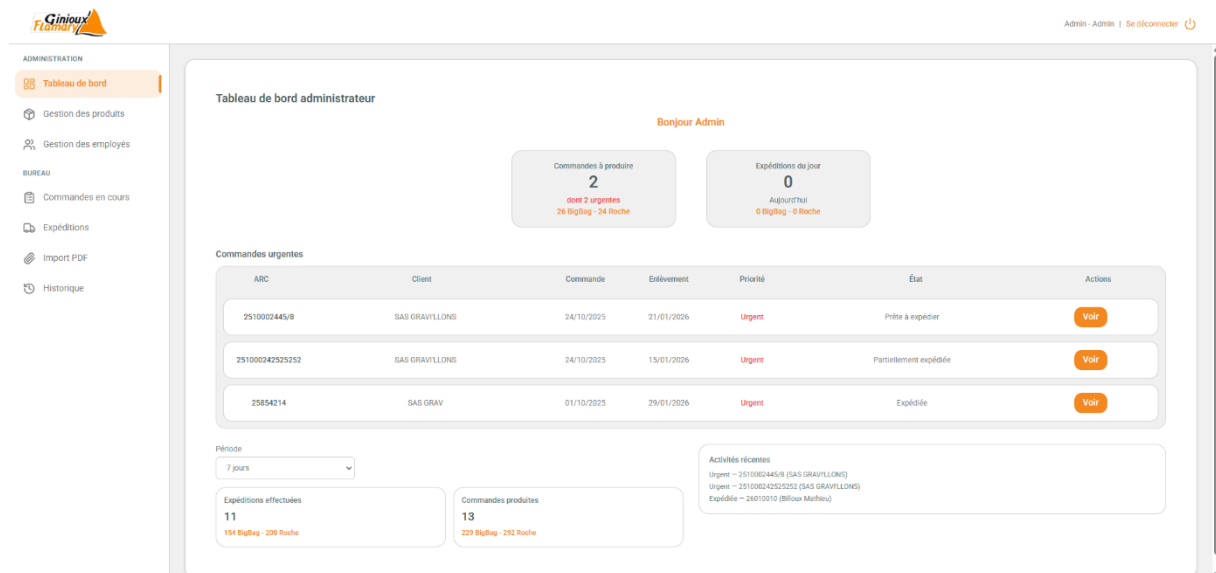 Ginioux
Flamary
Admin - Admin | Se déconnecter
ADMINISTRATION
Tableau de bord
Gestion des produits
Gestion des employés
BUREAU
Commandes en cours
Expéditions
Import PDF
Historique
Tableau de bord administrateur
Bonjour Admin
Commandes à produire
2
dont 2 urgentes
26 BigBag - 24 Roche
Expéditions du jour
0
Aujourd'hui
0 BigBag - 0 Roche
Commandes urgentes
ARC Client Commande Enlèvement Priorité État Actions
2510002445/8 SAS GRAVI'LLONS 24/10/2025 21/01/2026 Urgent Prête à expédier Voir
251000242525252 SAS GRAVI'LLONS 24/10/2025 15/01/2026 Urgent Partiellement expédiée Voir
25854214 SAS GRAV 01/10/2025 29/01/2026 Urgent Expédiée Voir
Période
7 jours
Expéditions effectuées
11
154 BigBag - 200 Roche
Commandes produites
13
229 BigBag - 292 Roche
Activités récentes
Urgent — 2510002445/8 (SAS GRAVI'LLONS)
Urgent — 251000242525252 (SAS GRAVI'LLONS)
Expédiée — 26010010 (Billoux Mathieu)